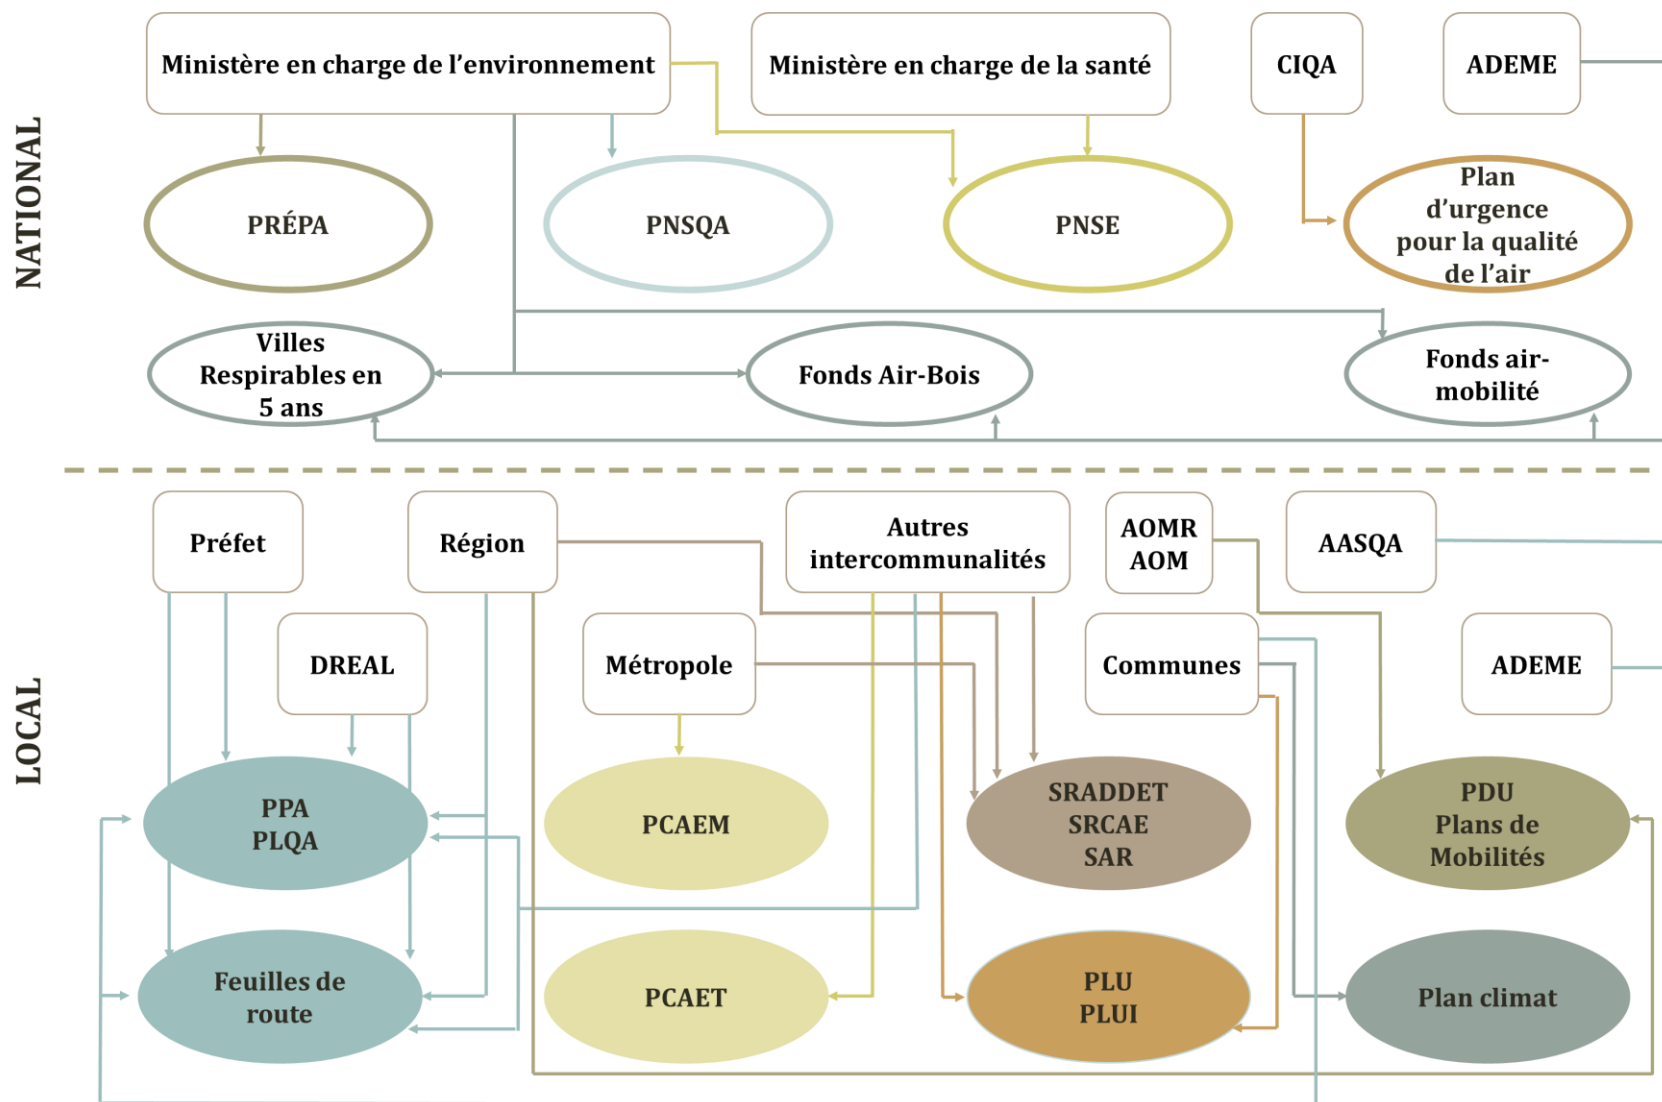 NATIONAL
Ministère en charge de l’environnement
Ministère en charge de la santé
CIQA
ADEME
PRÉPA
PNSQA
PNSE
Plan
d’urgence
pour la qualité
de l’air
Villes
Respirables en
5 ans
Fonds Air-Bois
Fonds air-
mobilité
LOCAL
Préfet
Région
Autres
intercommunalités
AOMR
AOM
AASQA
DREAL
Métropole
Communes
ADEME
PPA
PLQA
PCAEM
SRADDET
SRCAE
SAR
PDU
Plans de
Mobilités
Feuilles de
route
PCAET
PLU
PLUI
Plan climat